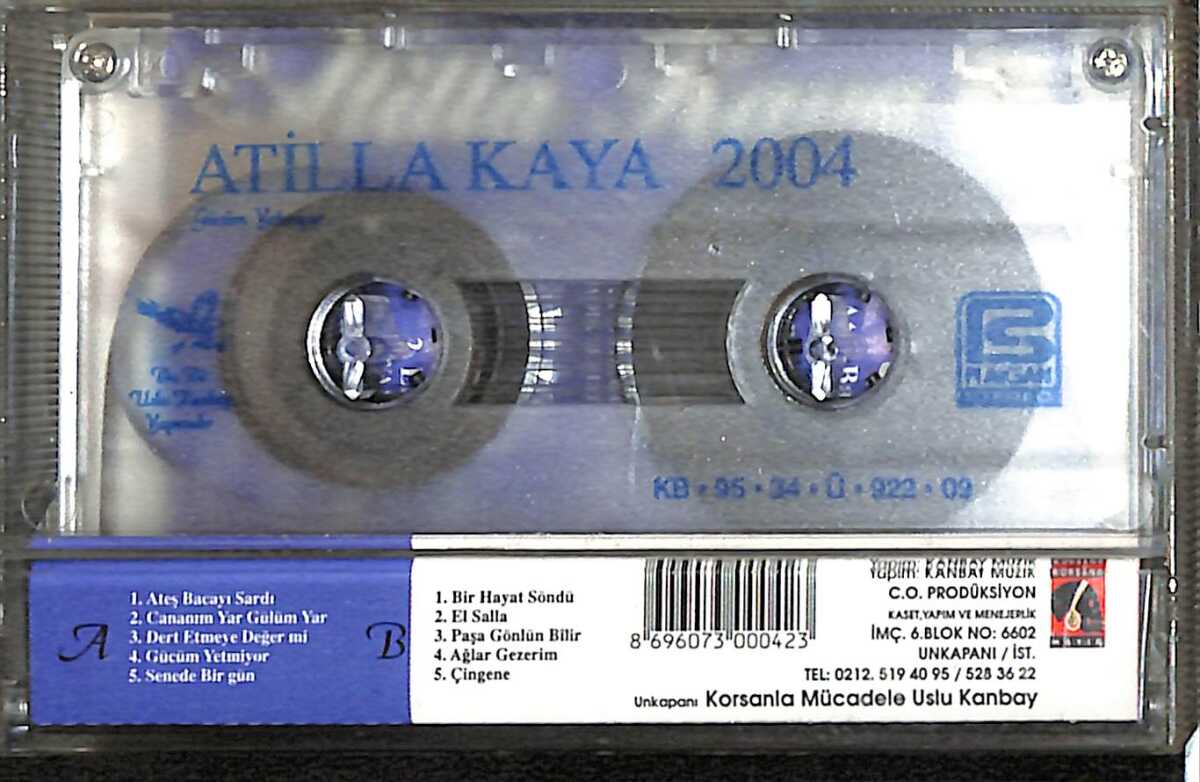 ATİLLA KAYA 2004
KB • 95 • 34 • Ü • 922 • 09
A
1. Ateş Bacayı Sardı
2. Cananım Yar Gülüm Yar
3. Dert Etmeye Değer mi
4. Gücüm Yetmiyor
5. Senede Bir gün
B
1. Bir Hayat Söndü
2. El Salla
3. Paşa Gönlün Bilir
4. Ağlar Gezerim
5. Çingene
8 696073 000423
Yapım: KANBAY MÜZİK
C.O. PRODÜKSİYON
KASET, YAPIM VE MENEJERLİK
İMÇ. 6.BLOK NO: 6602
UNKAPANI / İST.
TEL: 0212. 519 40 95 / 528 36 22
Unkapanı Korsanla Mücadele Uslu Kanbay